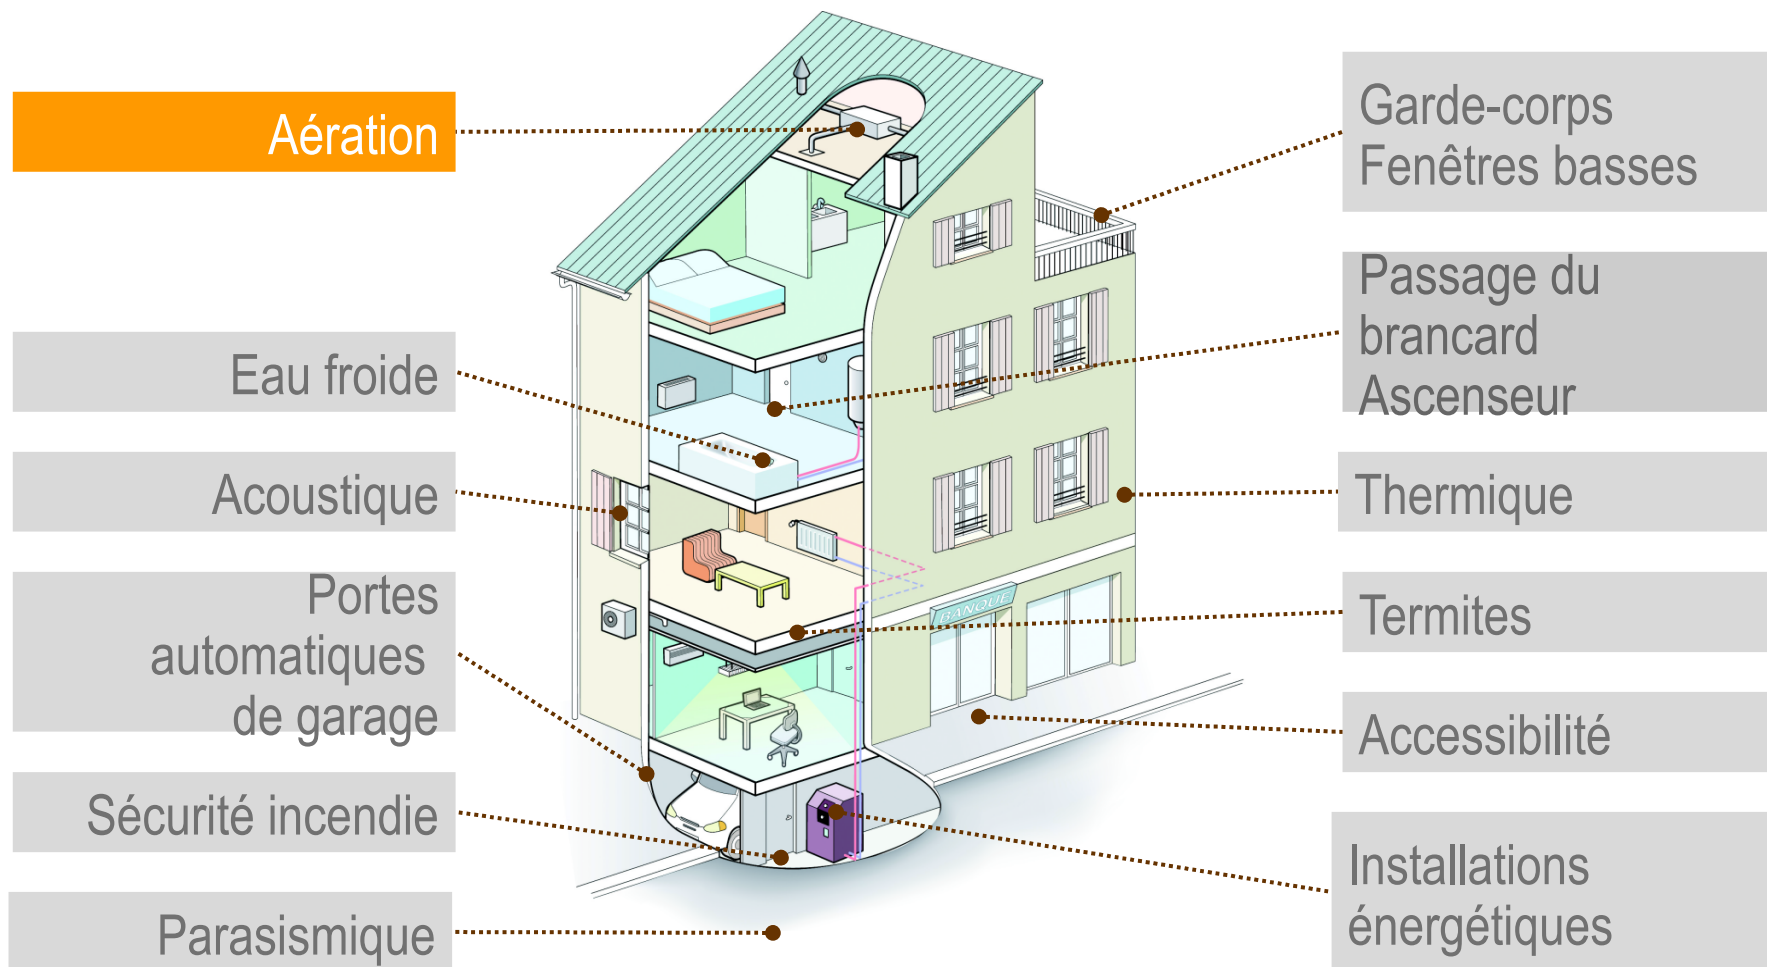 Aération
Eau froide
Acoustique
Portes
automatiques
de garage
Sécurité incendie
Parasismique
BANQUE
Garde-corps
Fenêtres basses
Passage du
brancard
Ascenseur
Thermique
Termites
Accessibilité
Installations
énergétiques